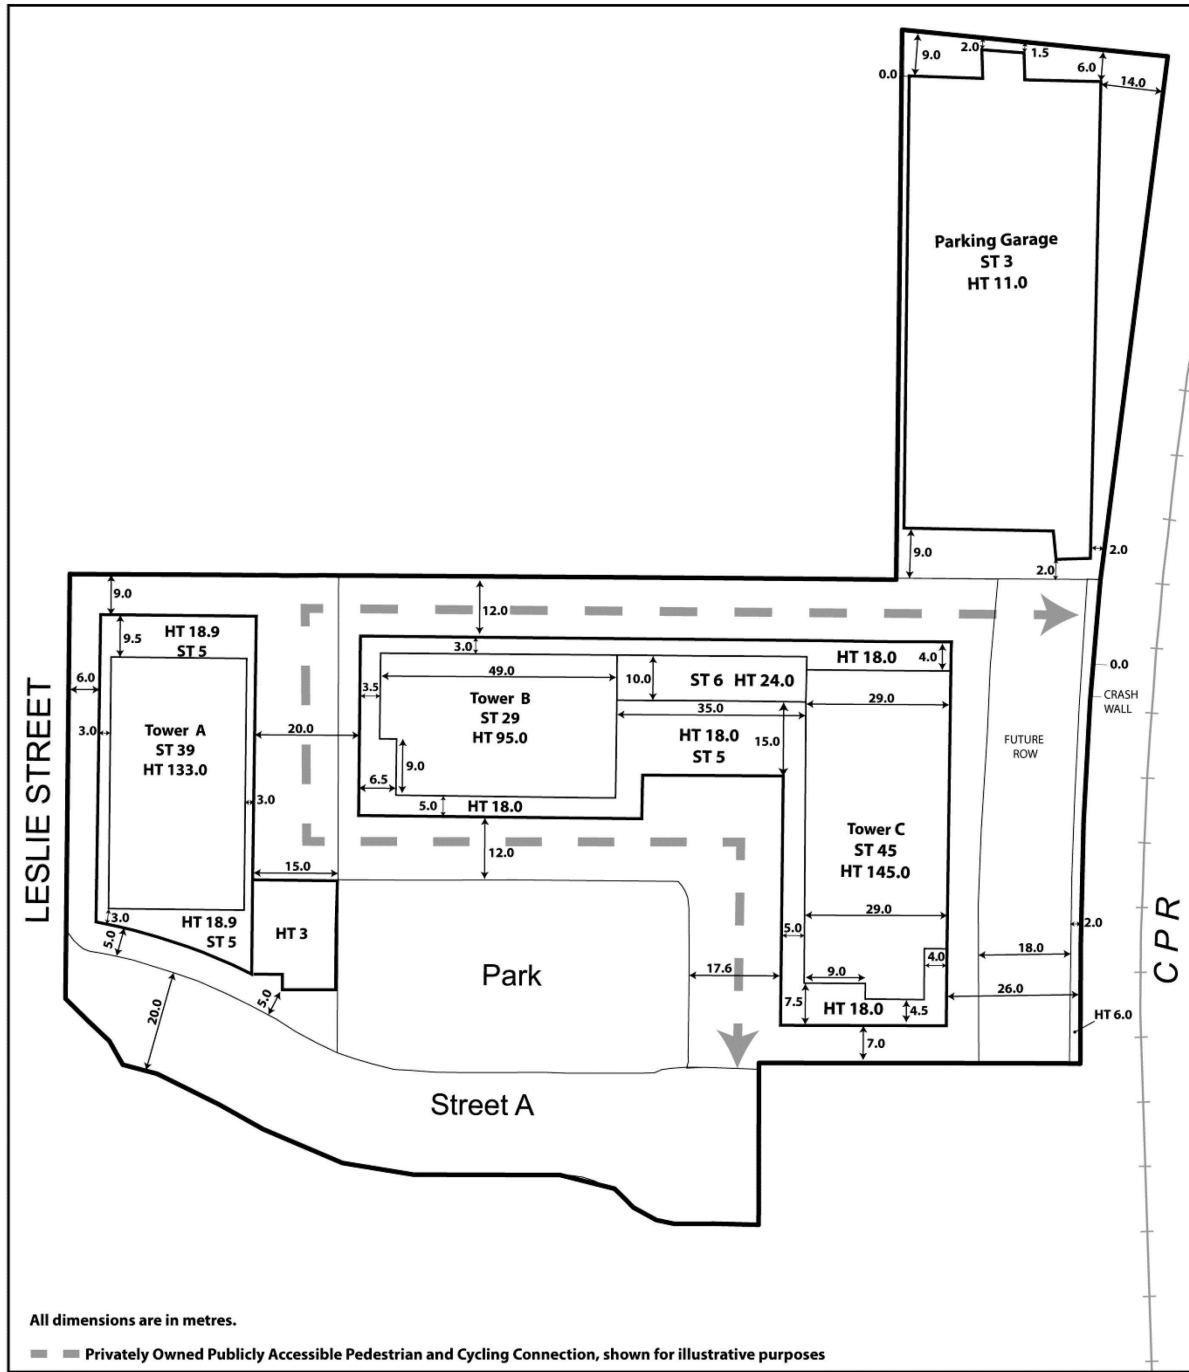 9.0
2.0
1.5
6.0
14.0
0.0
Parking Garage
ST 3
HT 11.0
9.0
2.0
2.0
9.0
12.0
9.5
HT 18.9
ST 5
3.0
HT 18.0
4.0
6.0
49.0
10.0
ST 6 HT 24.0
0.0
3.5
CRASH
WALL
Tower B
ST 29
HT 95.0
35.0
29.0
3.0
Tower A
ST 39
HT 133.0
20.0
HT 18.0
ST 5
15.0
FUTURE
ROW
9.0
6.5
3.0
5.0
HT 18.0
LESLIE STREET
Tower C
ST 45
HT 145.0
12.0
15.0
29.0
3.0
HT 18.9
ST 5
5.0
HT 3
5.0
2.0
CPR
18.0
4.0
Park
17.6
9.0
20.0
5.0
7.5
HT 18.0
4.5
26.0
HT 6.0
7.0
Street A
All dimensions are in metres.
Privately Owned Publicly Accessible Pedestrian and Cycling Connection, shown for illustrative purposes